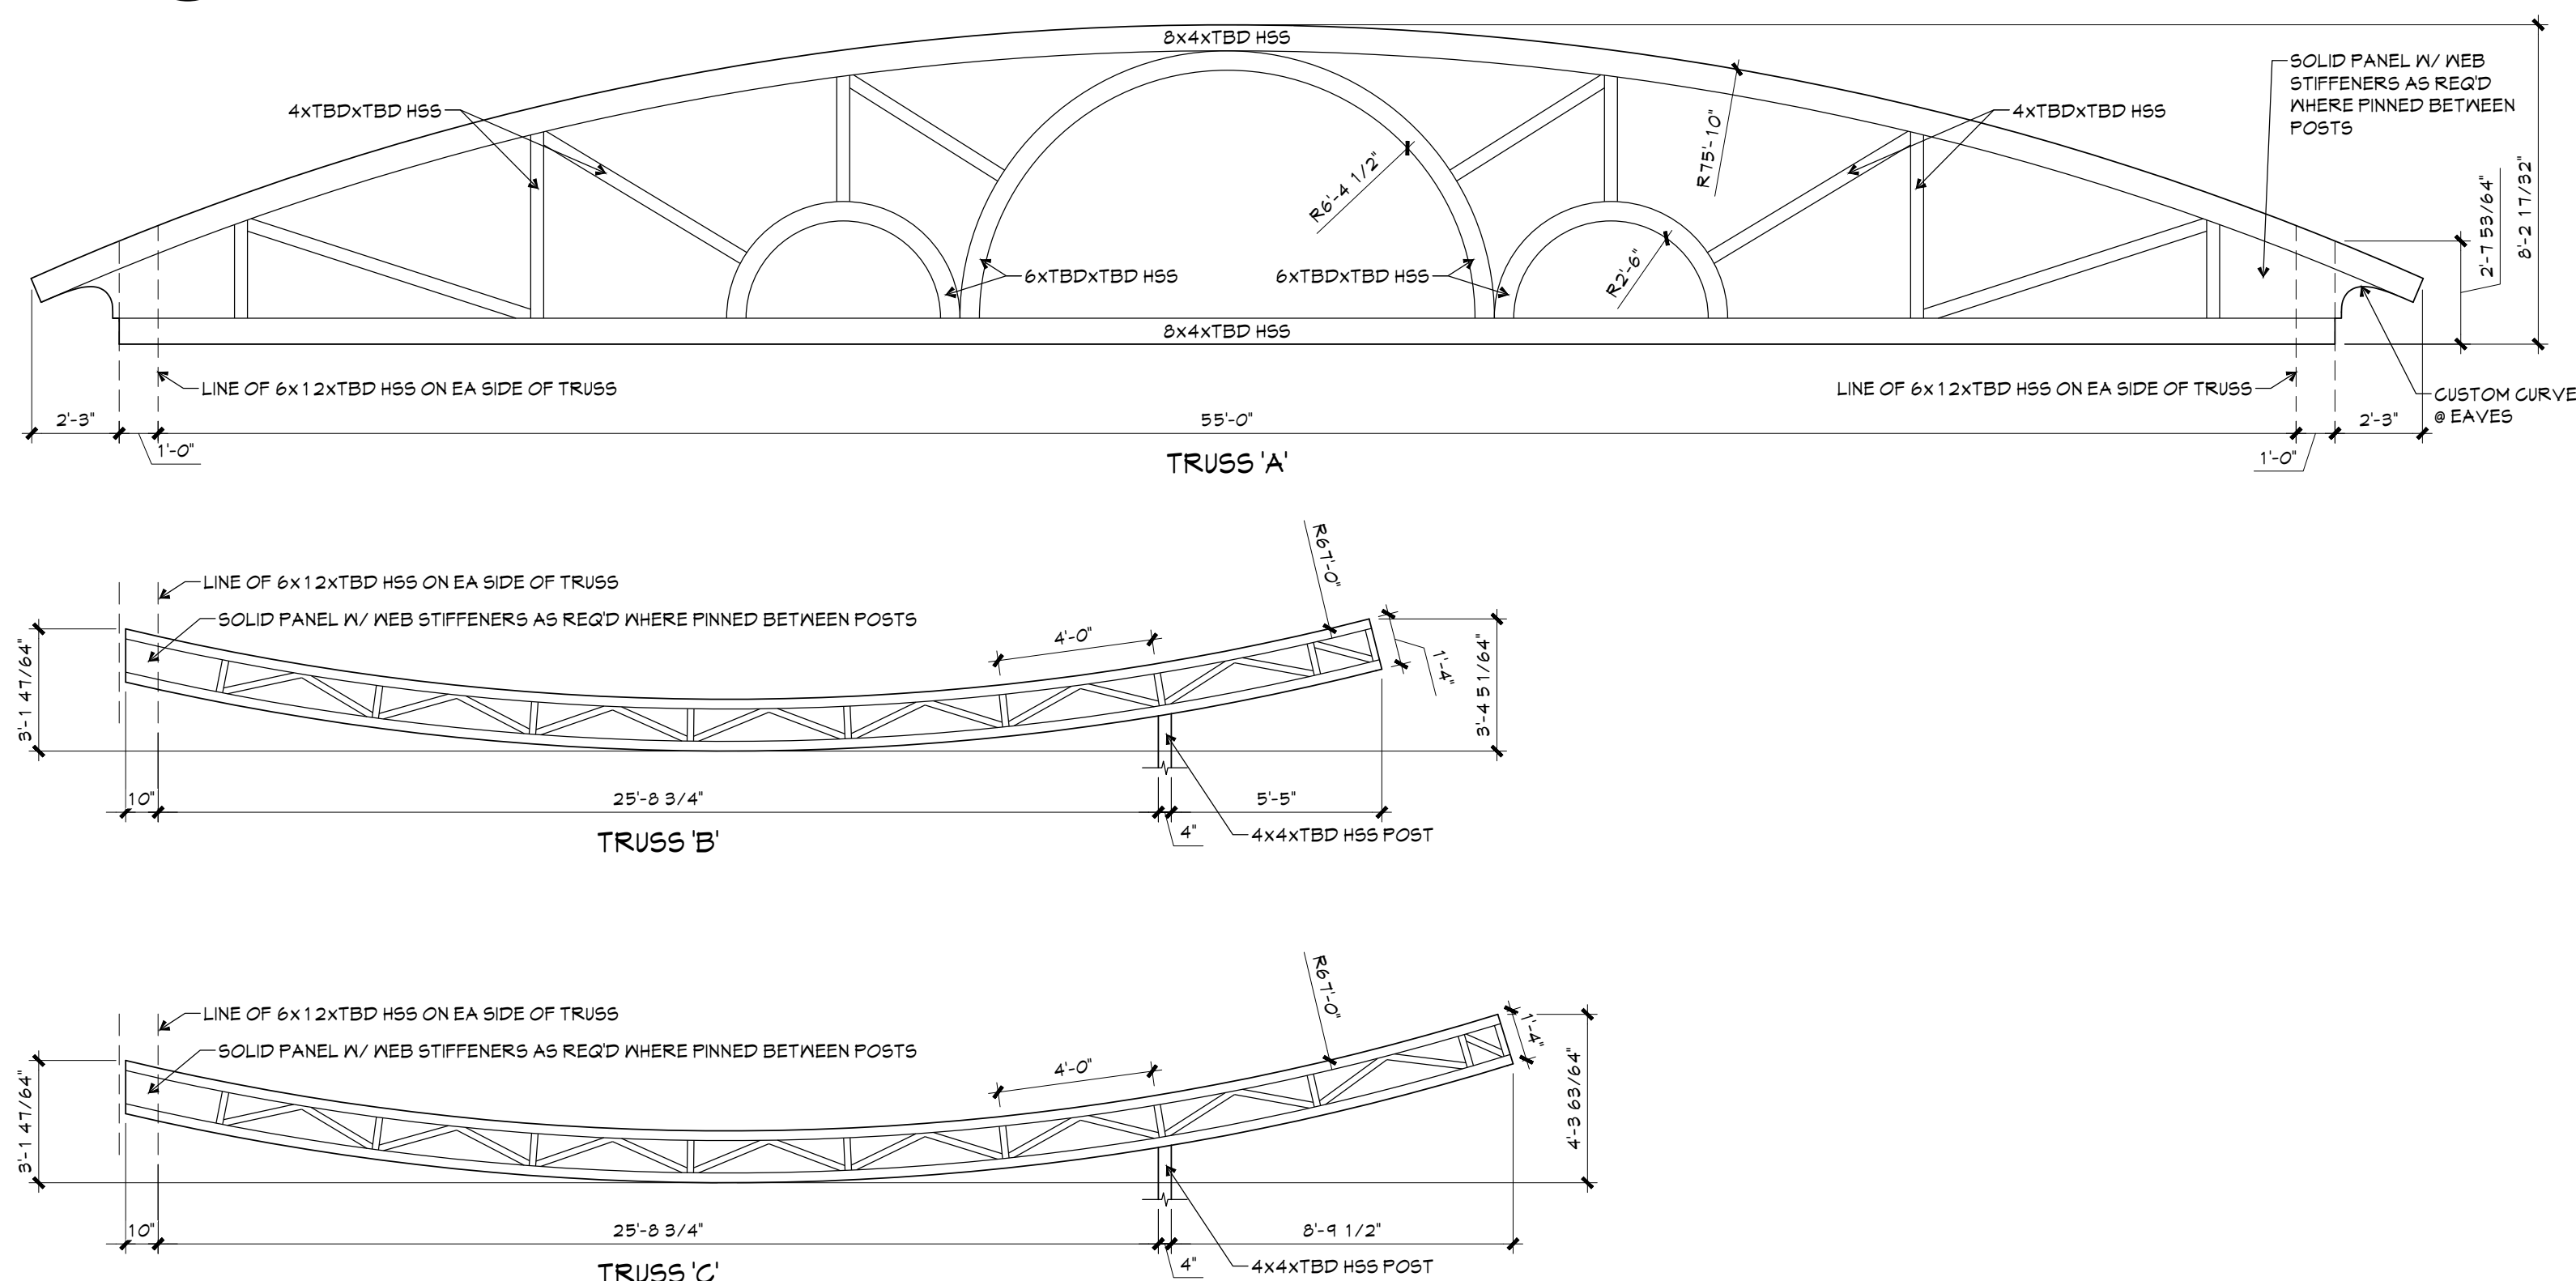 8x4xTBD HSS
SOLID PANEL W/ WEB
STIFFENERS AS REQ'D
WHERE PINNED BETWEEN
POSTS
4xTBDxTBD HSS
4xTBDxTBD HSS
R75'-10"
R6'-4 1/2"
R2'-6"
6xTBDxTBD HSS
6xTBDxTBD HSS
2'-7 53/64"
8'-2 17/32"
8x4xTBD HSS
LINE OF 6x12xTBD HSS ON EA SIDE OF TRUSS
LINE OF 6x12xTBD HSS ON EA SIDE OF TRUSS
CUSTOM CURVE
@ EAVES
2'-3"
1'-0"
55'-0"
1'-0"
2'-3"
TRUSS 'A'
LINE OF 6x12xTBD HSS ON EA SIDE OF TRUSS
SOLID PANEL W/ WEB STIFFENERS AS REQ'D WHERE PINNED BETWEEN POSTS
R67'-0"
4'-0"
1'-4"
3'-1 47/64"
3'-4 51/64"
10"
25'-8 3/4"
4"
5'-5"
4x4xTBD HSS POST
TRUSS 'B'
LINE OF 6x12xTBD HSS ON EA SIDE OF TRUSS
SOLID PANEL W/ WEB STIFFENERS AS REQ'D WHERE PINNED BETWEEN POSTS
R67'-0"
4'-0"
1'-4"
3'-1 47/64"
4'-3 63/64"
10"
25'-8 3/4"
4"
8'-9 1/2"
4x4xTBD HSS POST
TRUSS 'C'